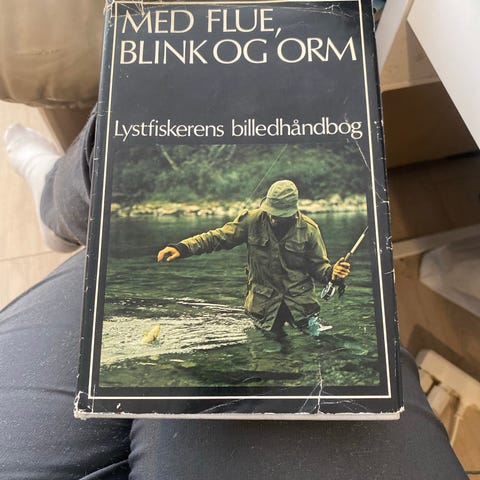 MED FLUE,
BLINK OG ORM
Lystfiskerens billedhåndbog